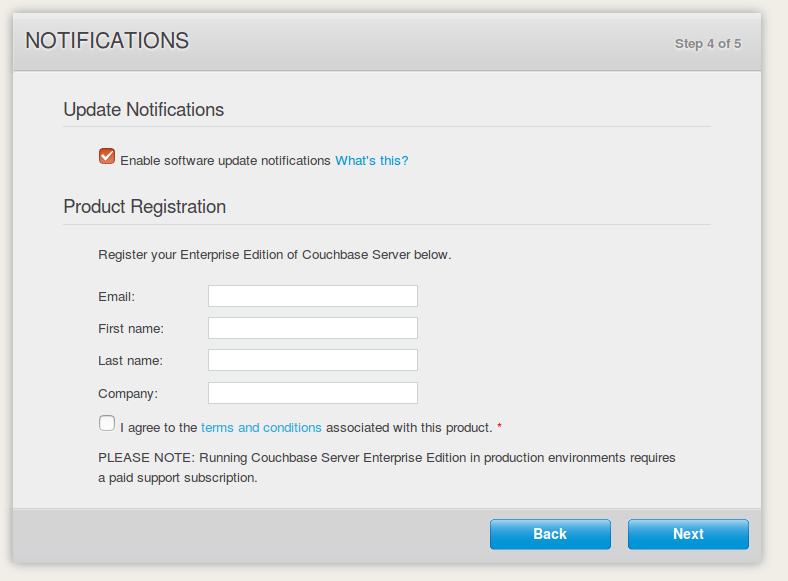 NOTIFICATIONS
Step 4 of 5
Update Notifications
Enable software update notifications What's this?
Product Registration
Register your Enterprise Edition of Couchbase Server below.
Email:
First name:
Last name:
Company:
I agree to the terms and conditions associated with this product. *
PLEASE NOTE: Running Couchbase Server Enterprise Edition in production environments requires
a paid support subscription.
Back
Next